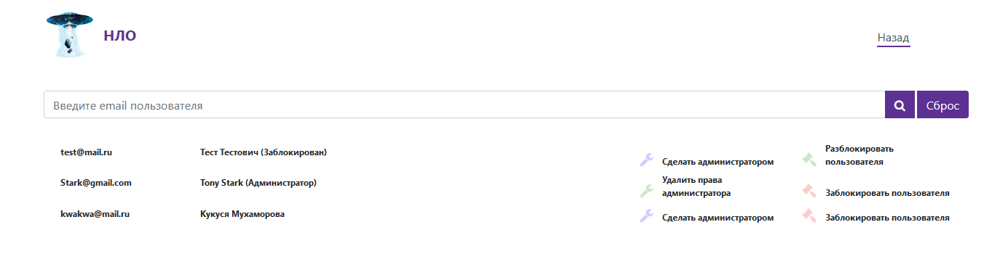 НЛО
Назад
Введите email пользователя
Сброс
test@mail.ru
Тест Тестович (Заблокирован)
Сделать администратором
Разблокировать
пользователя
Stark@gmail.com
Tony Stark (Администратор)
Удалить права
администратора
Заблокировать пользователя
kwakwa@mail.ru
Кукуся Мухаморова
Сделать администратором
Заблокировать пользователя